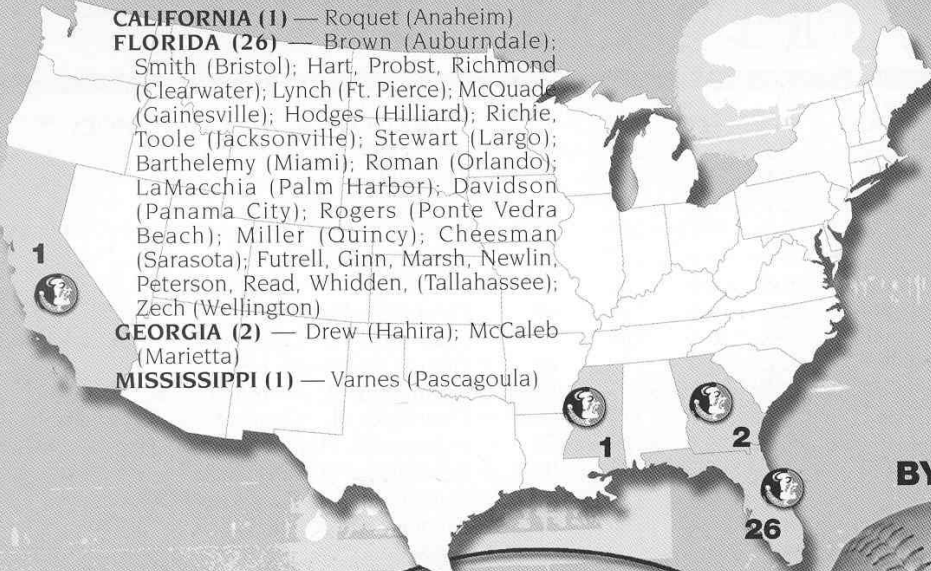 CALIFORNIA (1) — Roquet (Anaheim)
FLORIDA (26) — Brown (Auburndale);
Smith (Bristol); Hart, Probst, Richmond
(Clearwater); Lynch (Ft. Pierce); McQuade
(Gainesville); Hodges (Hilliard); Richie,
Toole (Jacksonville); Stewart (Largo);
Barthelemy (Miami); Roman (Orlando);
LaMacchia (Palm Harbor); Davidson
(Panama City); Rogers (Ponte Vedra
Beach); Miller (Quincy); Cheesman
(Sarasota); Futrell, Ginn, Marsh, Newlin,
Peterson, Read, Whidden, (Tallahassee);
Zech (Wellington)
GEORGIA (2) — Drew (Hahira); McCaleb
(Marietta)
MISSISSIPPI (1) — Varnes (Pascagoula)
1
1
2
26
BY